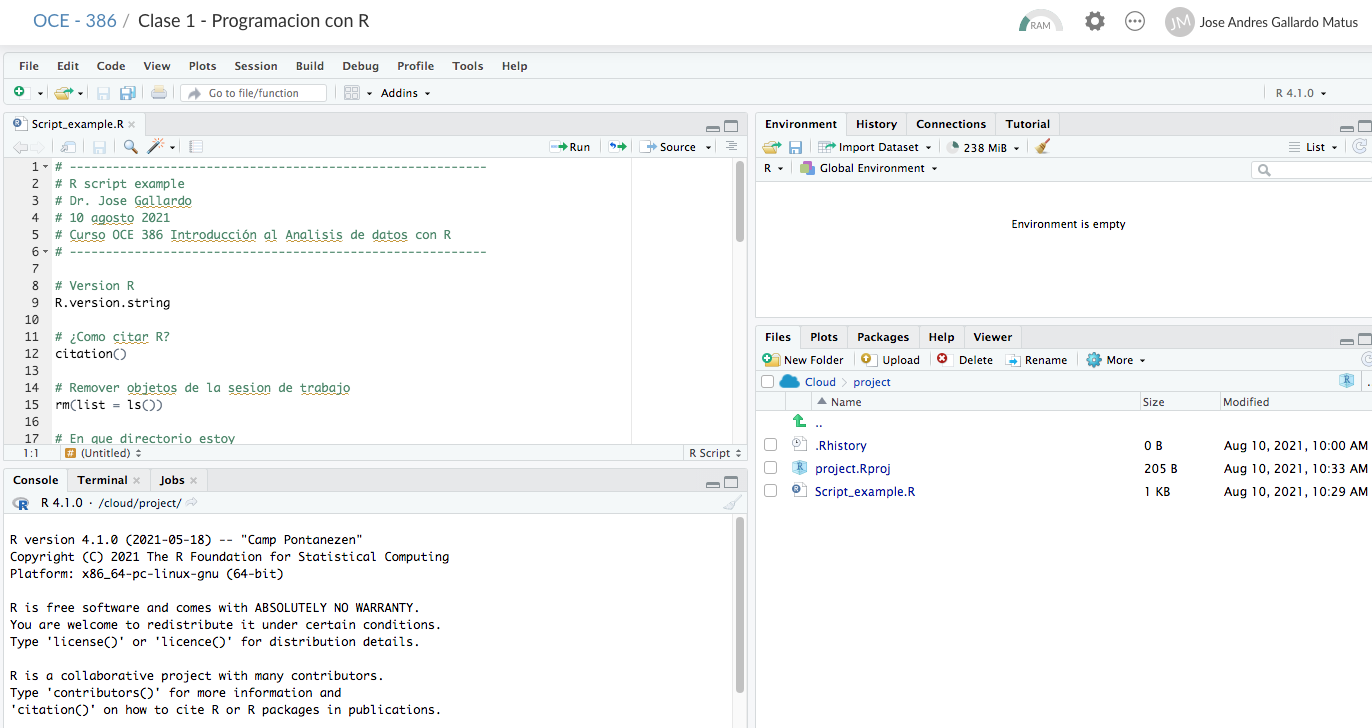 OCE - 386 / Clase 1 - Programacion con R
RAM
JM
Jose Andres Gallardo Matus
File Edit Code View Plots Session Build Debug Profile Tools Help
Go to file/function
Addins
R 4.1.0
Script_example.R
Run
Source
1 # ----------------------------------------------------------
2 # R script example
3 # Dr. Jose Gallardo
4 # 10 agosto 2021
5 # Curso OCE 386 Introducción al Analisis de datos con R
6 # ----------------------------------------------------------
7
8 # Version R
9 R.version.string
10
11 # ¿Como citar R?
12 citation()
13
14 # Remover objetos de la sesion de trabajo
15 rm(list = ls())
16
17 # En que directorio estoy
1:1 # (Untitled) R Script
Console Terminal Jobs
R 4.1.0 · /cloud/project/
R version 4.1.0 (2021-05-18) -- "Camp Pontanezen"
Copyright (C) 2021 The R Foundation for Statistical Computing
Platform: x86_64-pc-linux-gnu (64-bit)
R is free software and comes with ABSOLUTELY NO WARRANTY.
You are welcome to redistribute it under certain conditions.
Type 'license()' or 'licence()' for distribution details.
R is a collaborative project with many contributors.
Type 'contributors()' for more information and
'citation()' on how to cite R or R packages in publications.
Environment History Connections Tutorial
Import Dataset 238 MiB List
R Global Environment
Environment is empty
Files Plots Packages Help Viewer
New Folder Upload Delete Rename More
Cloud project
Name Size Modified
..
.Rhistory 0 B Aug 10, 2021, 10:00 AM
project.Rproj 205 B Aug 10, 2021, 10:33 AM
Script_example.R 1 KB Aug 10, 2021, 10:29 AM